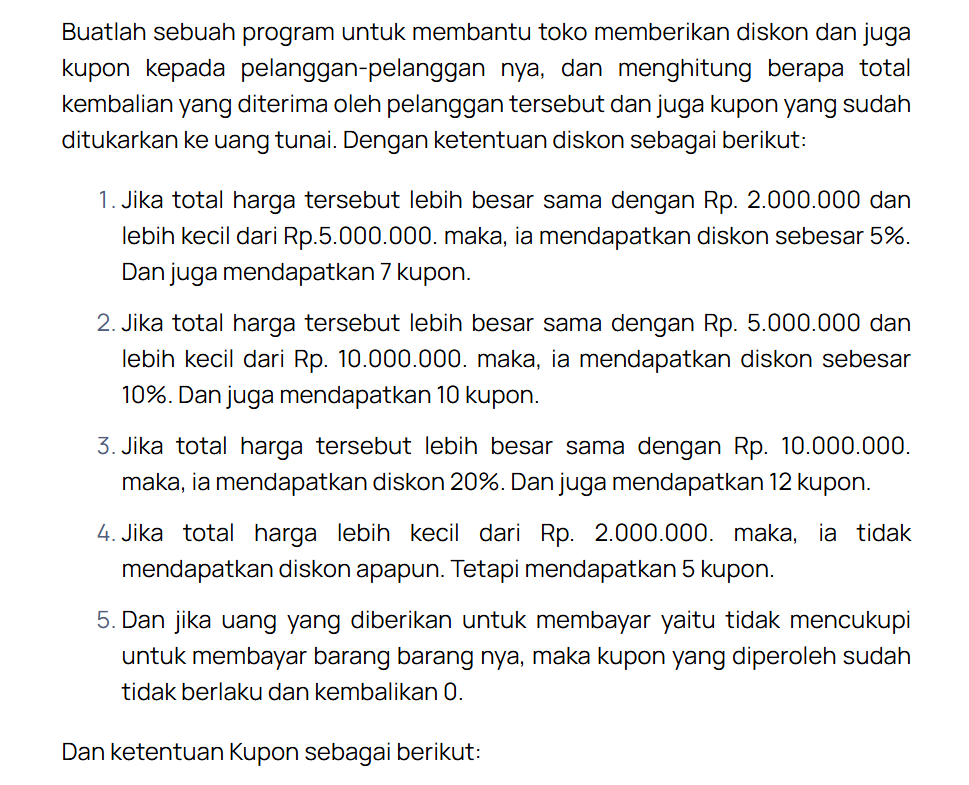 Buatlah sebuah program untuk membantu toko memberikan diskon dan juga
kupon kepada pelanggan-pelanggan nya, dan menghitung berapa total
kembalian yang diterima oleh pelanggan tersebut dan juga kupon yang sudah
ditukarkan ke uang tunai. Dengan ketentuan diskon sebagai berikut:
1. Jika total harga tersebut lebih besar sama dengan Rp. 2.000.000 dan
lebih kecil dari Rp.5.000.000. maka, ia mendapatkan diskon sebesar 5%.
Dan juga mendapatkan 7 kupon.
2. Jika total harga tersebut lebih besar sama dengan Rp. 5.000.000 dan
lebih kecil dari Rp. 10.000.000. maka, ia mendapatkan diskon sebesar
10%. Dan juga mendapatkan 10 kupon.
3. Jika total harga tersebut lebih besar sama dengan Rp. 10.000.000.
maka, ia mendapatkan diskon 20%. Dan juga mendapatkan 12 kupon.
4. Jika total harga lebih kecil dari Rp. 2.000.000. maka, ia tidak
mendapatkan diskon apapun. Tetapi mendapatkan 5 kupon.
5. Dan jika uang yang diberikan untuk membayar yaitu tidak mencukupi
untuk membayar barang barang nya, maka kupon yang diperoleh sudah
tidak berlaku dan kembalikan 0.
Dan ketentuan Kupon sebagai berikut: